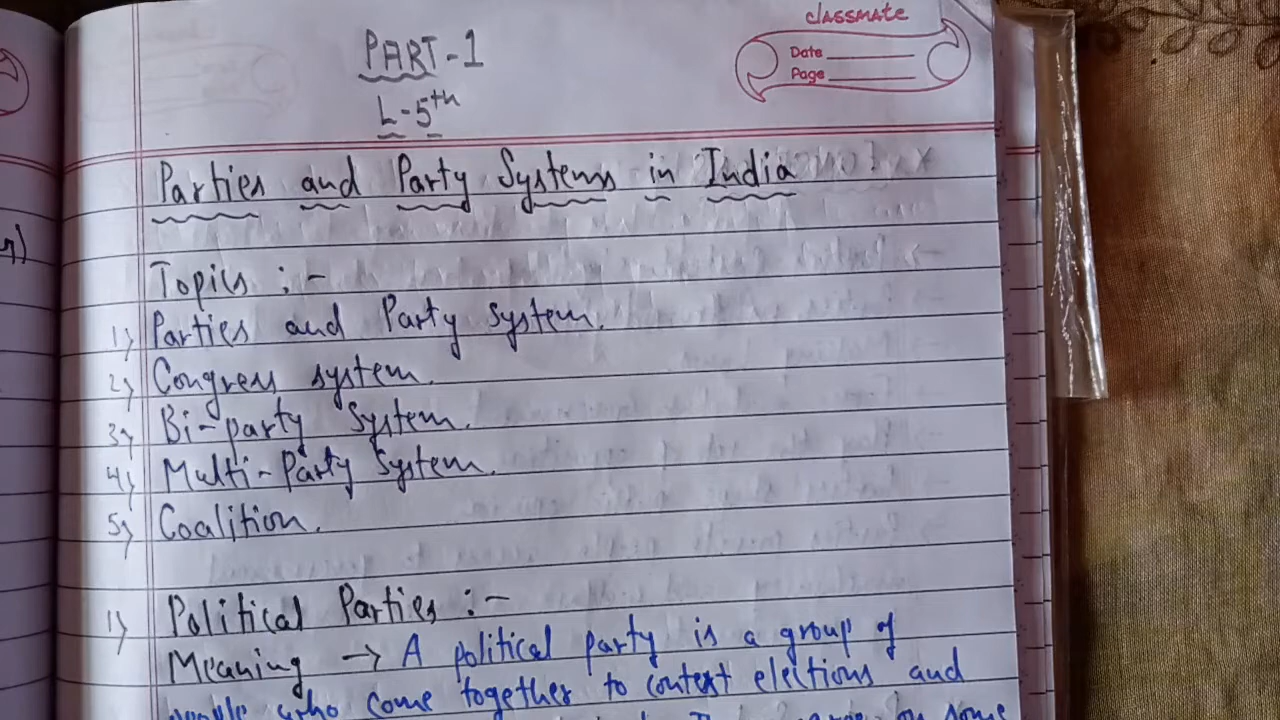 classmate
Date
Page
PART-1
L-5th
Parties and Party Systems in India
Topics :-
1) Parties and Party System.
2) Congress system.
3) Bi-party System.
4) Multi-Party System.
5) Coalition.
1) Political Parties :-
Meaning → A political party is a group of
people who come together to contest elections and
on some